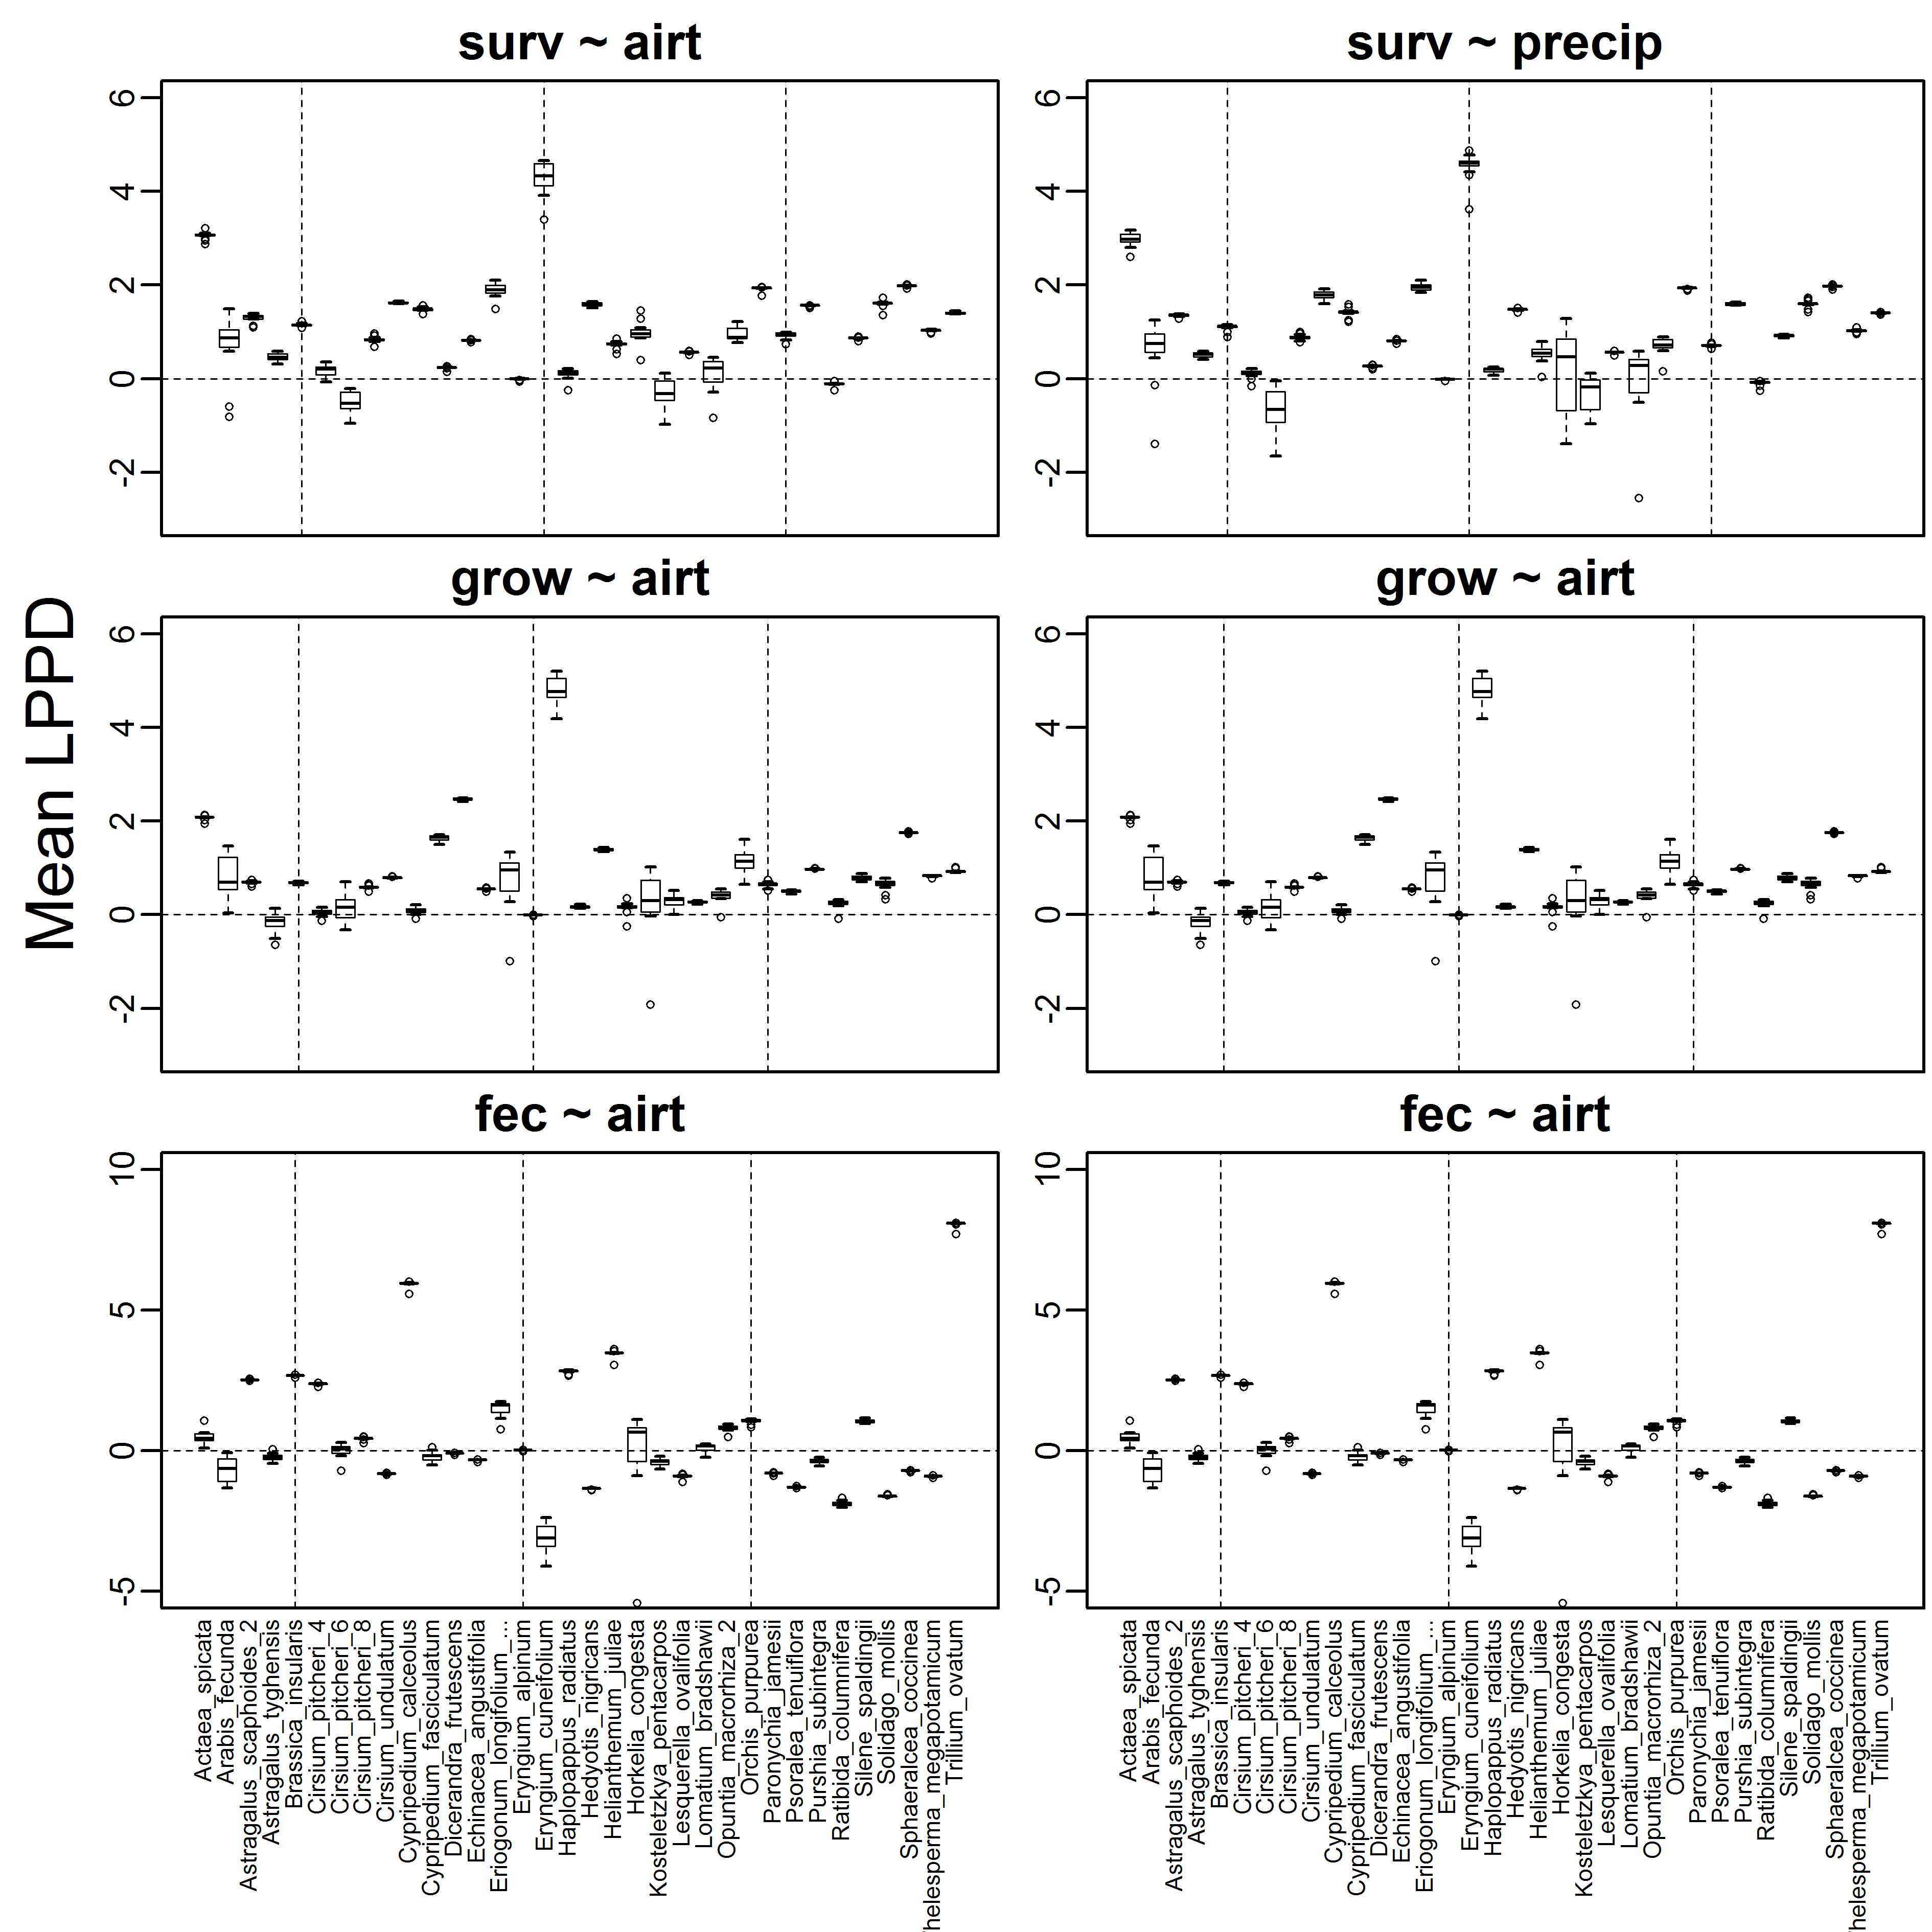 surv ~ airt
surv ~ precip
6
4
2
0
-2
6
4
2
0
-2
grow ~ airt
grow ~ airt
Mean LPPD
6
4
2
0
-2
6
4
2
0
-2
fec ~ airt
fec ~ airt
10
5
0
-5
10
5
0
-5
Actaea_spicata
Arabis_fecunda
Astragalus_scaphoides_2
Astragalus_tyghensis
Brassica_insularis
Cirsium_pitcheri_4
Cirsium_pitcheri_6
Cirsium_pitcheri_8
Cirsium_undulatum
Cypripedium_calceolus
Cypripedium_fasciculatum
Dicerandra_frutescens
Echinacea_angustifolia
Eriogonum_longifolium_...
Eryngium_alpinum
Eryngium_cuneifolium
Haplopappus_radiatus
Hedyotis_nigricans
Helianthemum_juliae
Horkelia_congesta
Kosteletzkya_pentacarpos
Lesquerella_ovalifolia
Lomatium_bradshawii
Opuntia_macrorhiza_2
Orchis_purpurea
Paronychia_jamesii
Psoralea_tenuiflora
Purshia_subintegra
Ratibida_columnifera
Silene_spaldingii
Solidago_mollis
Sphaeralcea_coccinea
helesperma_megapotamicum
Trillium_ovatum
Actaea_spicata
Arabis_fecunda
Astragalus_scaphoides_2
Astragalus_tyghensis
Brassica_insularis
Cirsium_pitcheri_4
Cirsium_pitcheri_6
Cirsium_pitcheri_8
Cirsium_undulatum
Cypripedium_calceolus
Cypripedium_fasciculatum
Dicerandra_frutescens
Echinacea_angustifolia
Eriogonum_longifolium_...
Eryngium_alpinum
Eryngium_cuneifolium
Haplopappus_radiatus
Hedyotis_nigricans
Helianthemum_juliae
Horkelia_congesta
Kosteletzkya_pentacarpos
Lesquerella_ovalifolia
Lomatium_bradshawii
Opuntia_macrorhiza_2
Orchis_purpurea
Paronychia_jamesii
Psoralea_tenuiflora
Purshia_subintegra
Ratibida_columnifera
Silene_spaldingii
Solidago_mollis
Sphaeralcea_coccinea
helesperma_megapotamicum
Trillium_ovatum